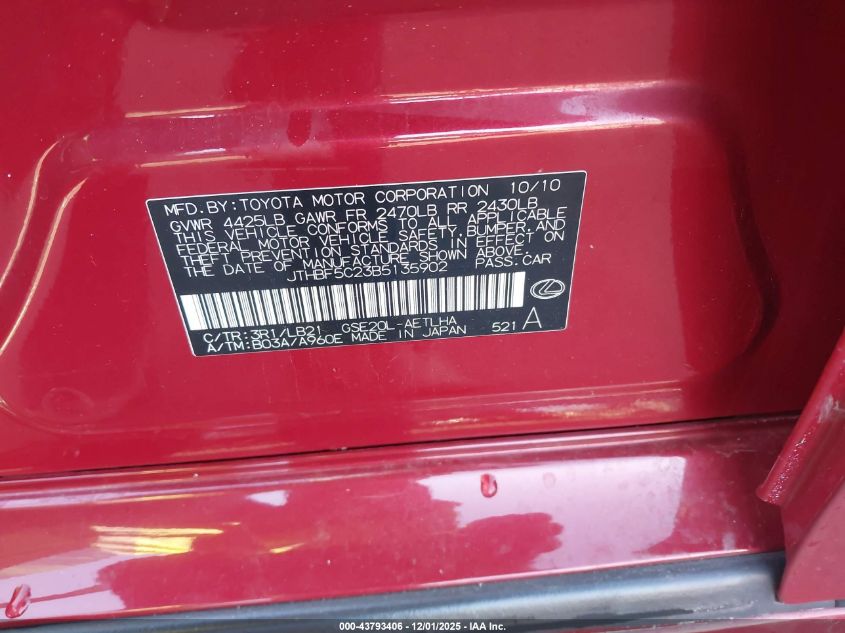 MFD. BY: TOYOTA MOTOR CORPORATION 10/10
GVWR 4425LB GAWR FR 2470LB RR 2430LB
THIS VEHICLE CONFORMS TO ALL APPLICABLE
FEDERAL MOTOR VEHICLE SAFETY, BUMPER, AND
THEFT PREVENTION STANDARDS IN EFFECT ON
THE DATE OF MANUFACTURE SHOWN ABOVE.
JTHBF5C23B5135902 PASS-CAR
C/TR: 3R1/LB21 GSE20L-AETLHA
A/TM: B03A/A960E MADE IN JAPAN 521 A
000-43793406 - 12/01/2025 - IAA Inc.